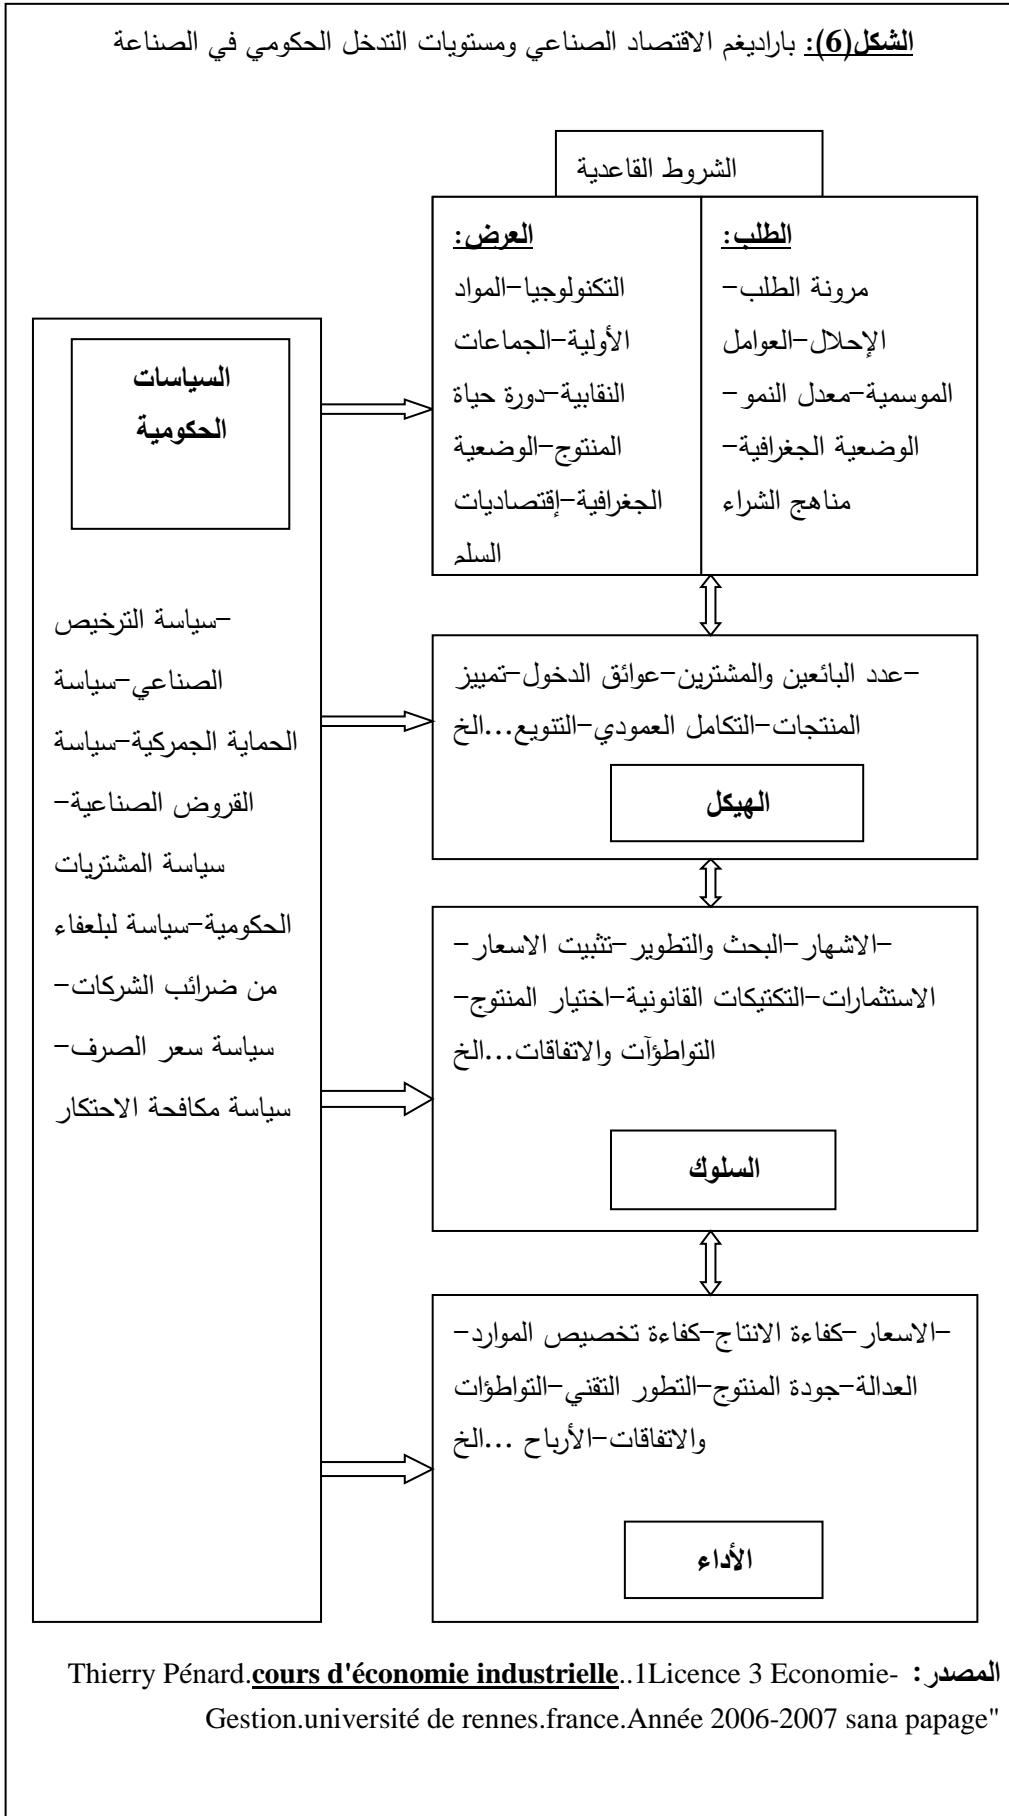 الشكل(6): باراديغم الاقتصاد الصناعي ومستويات التدخل الحكومي في الصناعة
الشروط القاعدية
الطلب:
مرونة الطلب–
الإحلال–العوامل
الموسمية–معدل النمو–
الوضعية الجغرافية–
مناهج الشراء
العرض:
التكنولوجيا–المواد
الأولية–الجماعات
النقابية–دورة حياة
المنتوج–الوضعية
الجغرافية–إقتصاديات
السلم
السياسات
الحكومية
–سياسة الترخيص
الصناعي–سياسة
الحماية الجمركية–سياسة
القروض الصناعية–
سياسة المشتريات
الحكومية–سياسة لبلعفاء
من ضرائب الشركات–
سياسة سعر الصرف–
سياسة مكافحة الاحتكار
–عدد البائعين والمشترين–عوائق الدخول–تمييز
المنتجات–التكامل العمودي–التنويع...الخ
الهيكل
–الاشهار–البحث والتطوير–تثبيت الاسعار–
الاستثمارات–التكتيكات القانونية–اختيار المنتوج–
التواطؤآت والاتفاقات...الخ
السلوك
–الاسعار–كفاءة الانتاج–كفاءة تخصيص الموارد–
العدالة–جودة المنتوج–التطور التقني–التواطؤات
والاتفاقات–الأرباح ...الخ
الأداء
المصدر: Thierry Pénard.cours d'économie industrielle..1Licence 3 Economie-
Gestion.université de rennes.france.Année 2006-2007 sana papage"